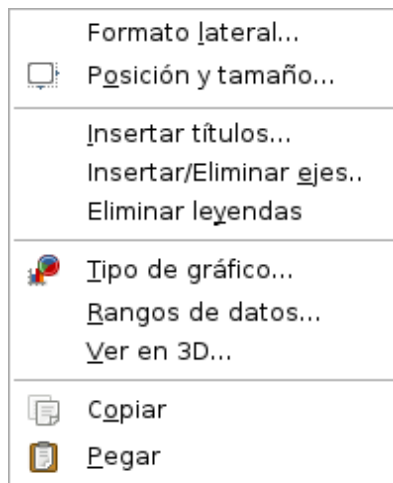 Formato lateral...
Posición y tamaño...
Insertar títulos...
Insertar/Eliminar ejes..
Eliminar leyendas
Tipo de gráfico...
Rangos de datos...
Ver en 3D...
Copiar
Pegar